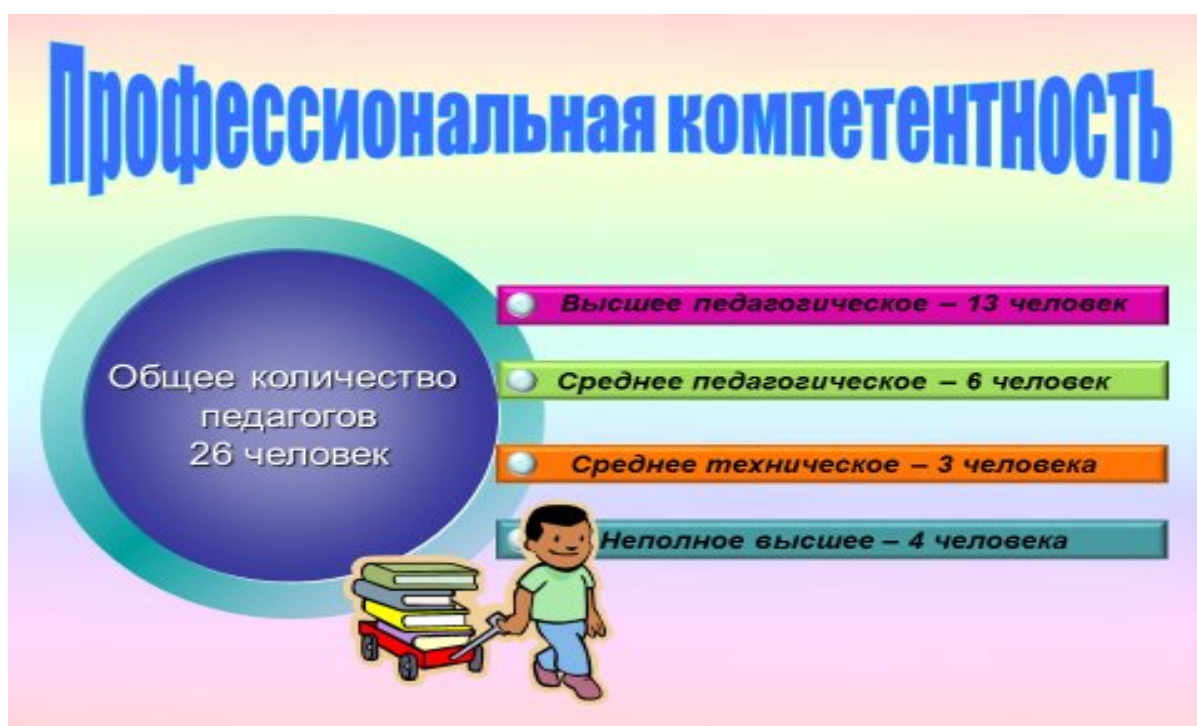 Профессиональная компетентность
Общее количество
педагогов
26 человек
Высшее педагогическое – 13 человек
Среднее педагогическое – 6 человек
Среднее техническое – 3 человека
Неполное высшее – 4 человека